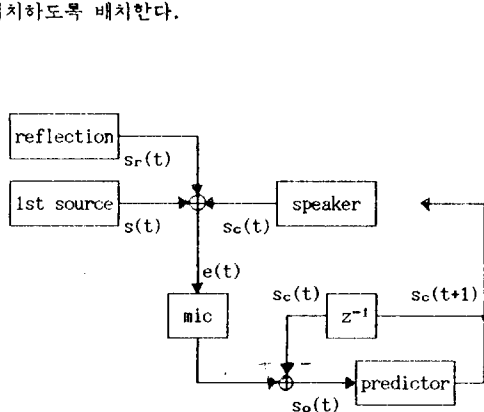 치하도록 배치한다.
reflection
sr(t)
1st source
s(t)
sc(t)
speaker
e(t)
mic
sc(t)
z⁻¹
sc(t+1)
predictor
so(t)